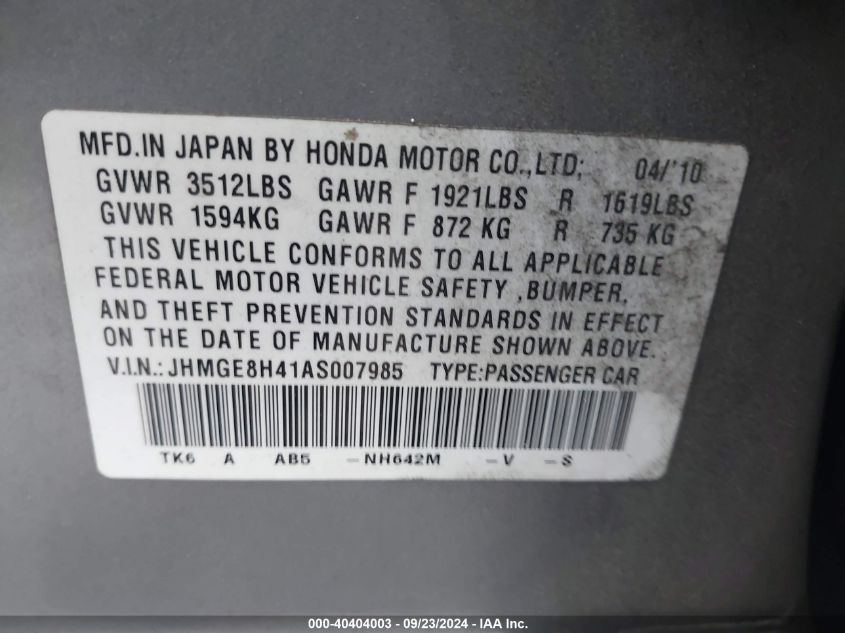 MFD.IN JAPAN BY HONDA MOTOR CO.,LTD; 04/'10
GVWR 3512LBS GAWR F 1921LBS R 1619LBS
GVWR 1594KG GAWR F 872 KG R 735 KG
THIS VEHICLE CONFORMS TO ALL APPLICABLE
FEDERAL MOTOR VEHICLE SAFETY ,BUMPER,
AND THEFT PREVENTION STANDARDS IN EFFECT
ON THE DATE OF MANUFACTURE SHOWN ABOVE.
V.I.N.: JHMGE8H41AS007985 TYPE:PASSENGER CAR
TK6 A AB5 -NH642M -V -S
000-40404003 - 09/23/2024 - IAAI Inc.